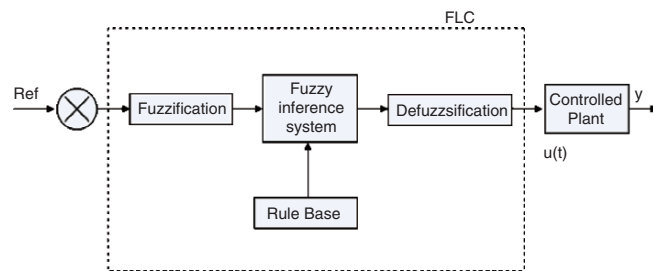 FLC
Ref
Fuzzification
Fuzzy
inference
system
Defuzzsification
Controlled
Plant
y
u(t)
Rule Base